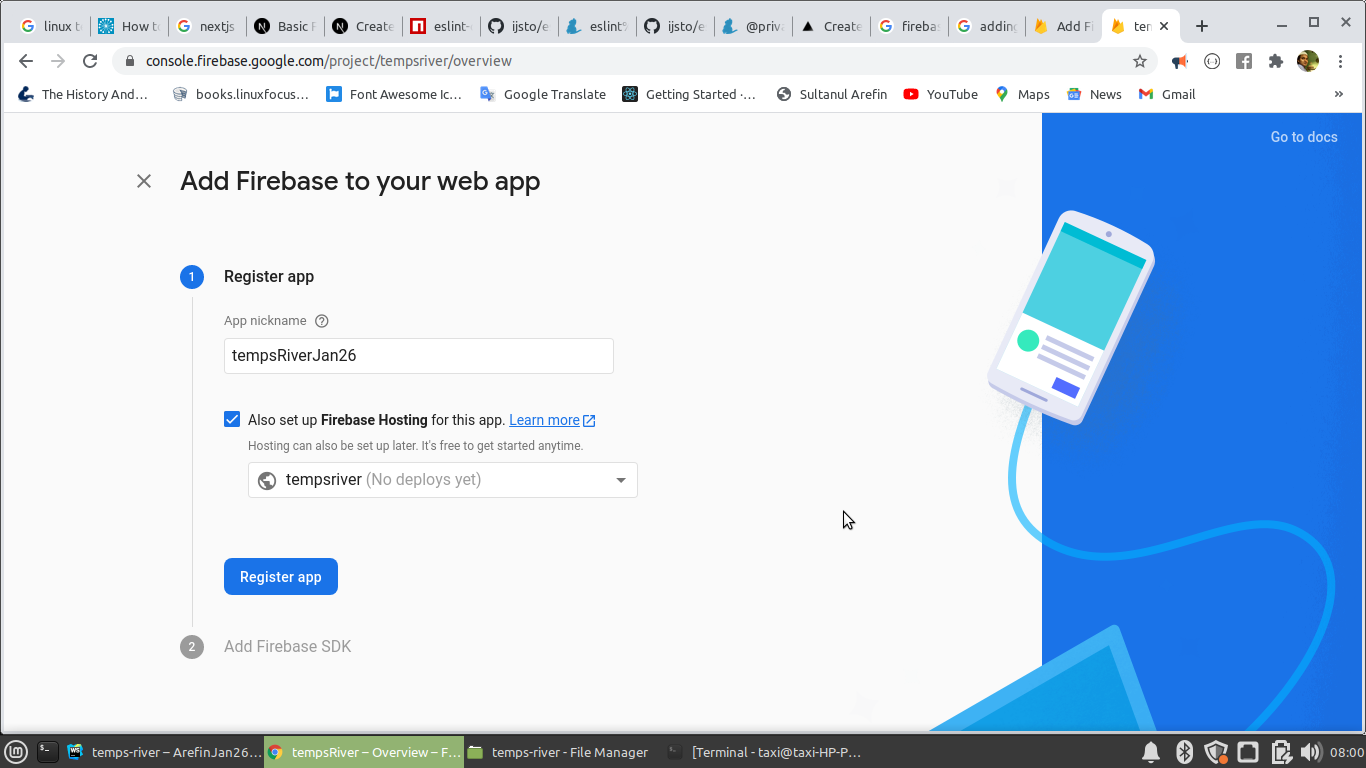 linux t
How to
nextjs
Basic F
Create
eslint-
ijsto/e
eslint
ijsto/e
@priva
Create
firebas
adding
Add Fi
ten
console.firebase.google.com/project/tempsriver/overview
The History And…
books.linuxfocus…
Font Awesome Ic…
Google Translate
Getting Started ·…
Sultanul Arefin
YouTube
Maps
News
Gmail
»
Go to docs
Add Firebase to your web app
1 Register app
App nickname
tempsRiverJan26
Also set up Firebase Hosting for this app. Learn more
Hosting can also be set up later. It's free to get started anytime.
tempsriver (No deploys yet)
Register app
2 Add Firebase SDK
temps-river – ArefinJan26…
tempsRiver – Overview – F…
temps-river - File Manager
[Terminal - taxi@taxi-HP-P…
08:00